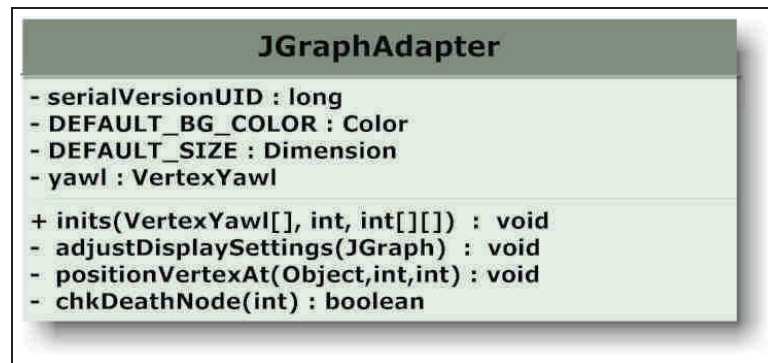 JGraphAdapter
- serialVersionUID : long
- DEFAULT_BG_COLOR : Color
- DEFAULT_SIZE : Dimension
- yawl : VertexYawl
+ inits(VertexYawl[], int, int[][]) : void
- adjustDisplaySettings(JGraph) : void
- positionVertexAt(Object,int,int) : void
- chkDeathNode(int) : boolean